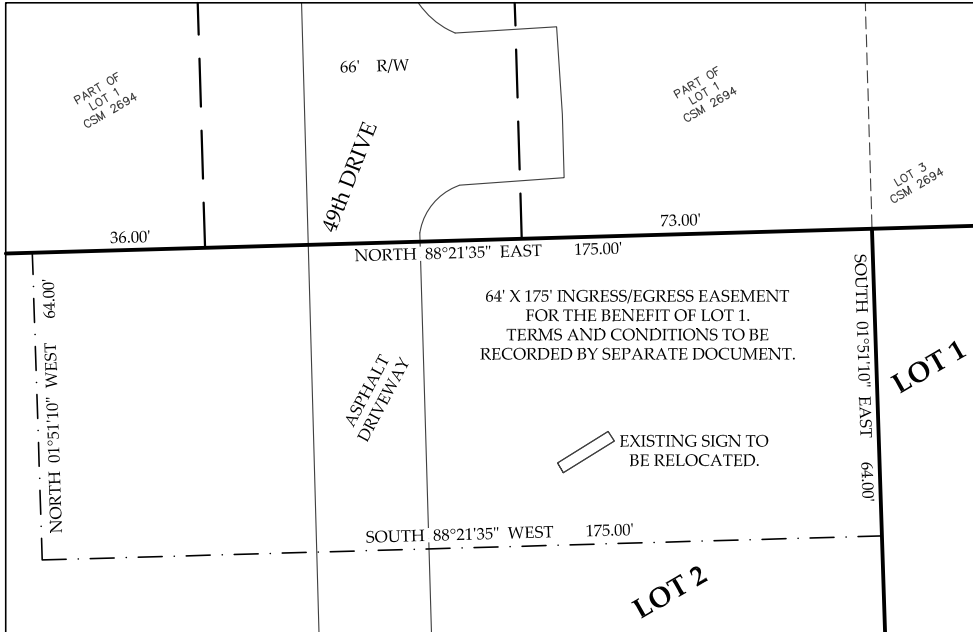 PART OF
LOT 1
CSM 2694
66' R/W
PART OF
LOT 1
CSM 2694
49th DRIVE
LOT 3
CSM 2694
36.00'
73.00'
NORTH 88°21'35" EAST 175.00'
NORTH 01°51'10" WEST 64.00'
64' X 175' INGRESS/EGRESS EASEMENT
FOR THE BENEFIT OF LOT 1.
TERMS AND CONDITIONS TO BE
RECORDED BY SEPARATE DOCUMENT.
SOUTH 01°51'10" EAST 64.00'
LOT 1
ASPHALT
DRIVEWAY
EXISTING SIGN TO
BE RELOCATED.
SOUTH 88°21'35" WEST 175.00'
LOT 2